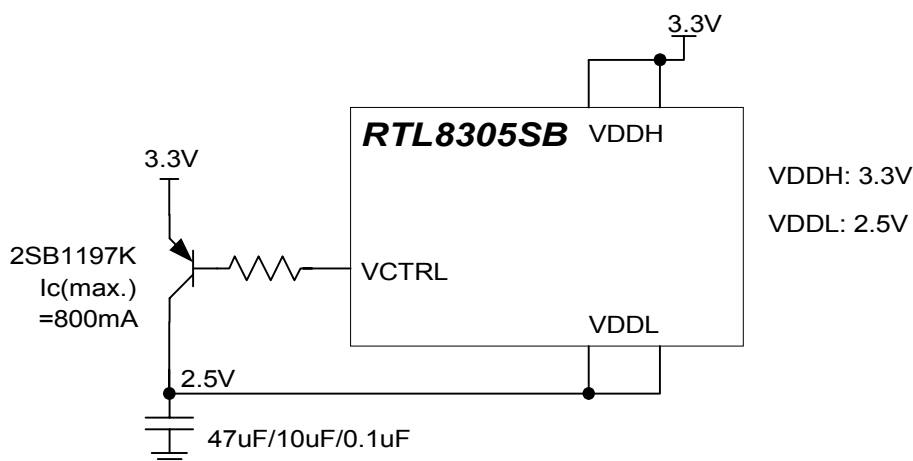 3.3V
RTL8305SB
VDDH
3.3V
VDDH: 3.3V
VDDL: 2.5V
2SB1197K
Ic(max.)
=800mA
VCTRL
VDDL
2.5V
47uF/10uF/0.1uF